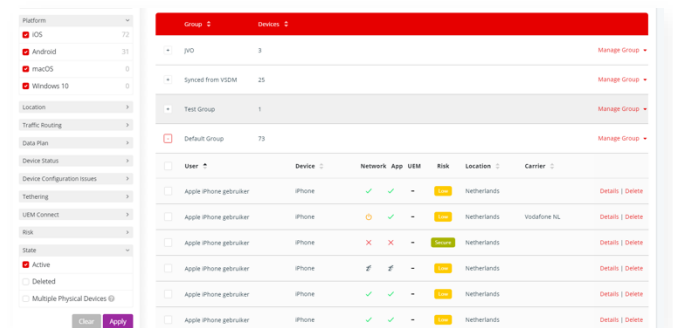 Platform
iOS 72
Android 31
macOS 0
Windows 10 0
Location
Traffic Routing
Data Plan
Device Status
Device Configuration Issues
Tethering
UEM Connect
Risk
State
Active
Deleted
Multiple Physical Devices
Clear Apply
Group Devices
JVO 3 Manage Group
Synced from VSDM 25 Manage Group
Test Group 1 Manage Group
Default Group 73 Manage Group
User Device Network App UEM Risk Location Carrier
Apple iPhone gebruiker iPhone - Low Netherlands Details | Delete
Apple iPhone gebruiker iPhone - Low Netherlands Vodafone NL Details | Delete
Apple iPhone gebruiker iPhone - Secure Netherlands Details | Delete
Apple iPhone gebruiker iPhone - Low Netherlands Details | Delete
Apple iPhone gebruiker iPhone - Low Netherlands Details | Delete
Apple iPhone gebruiker iPhone - Low Netherlands Details | Delete